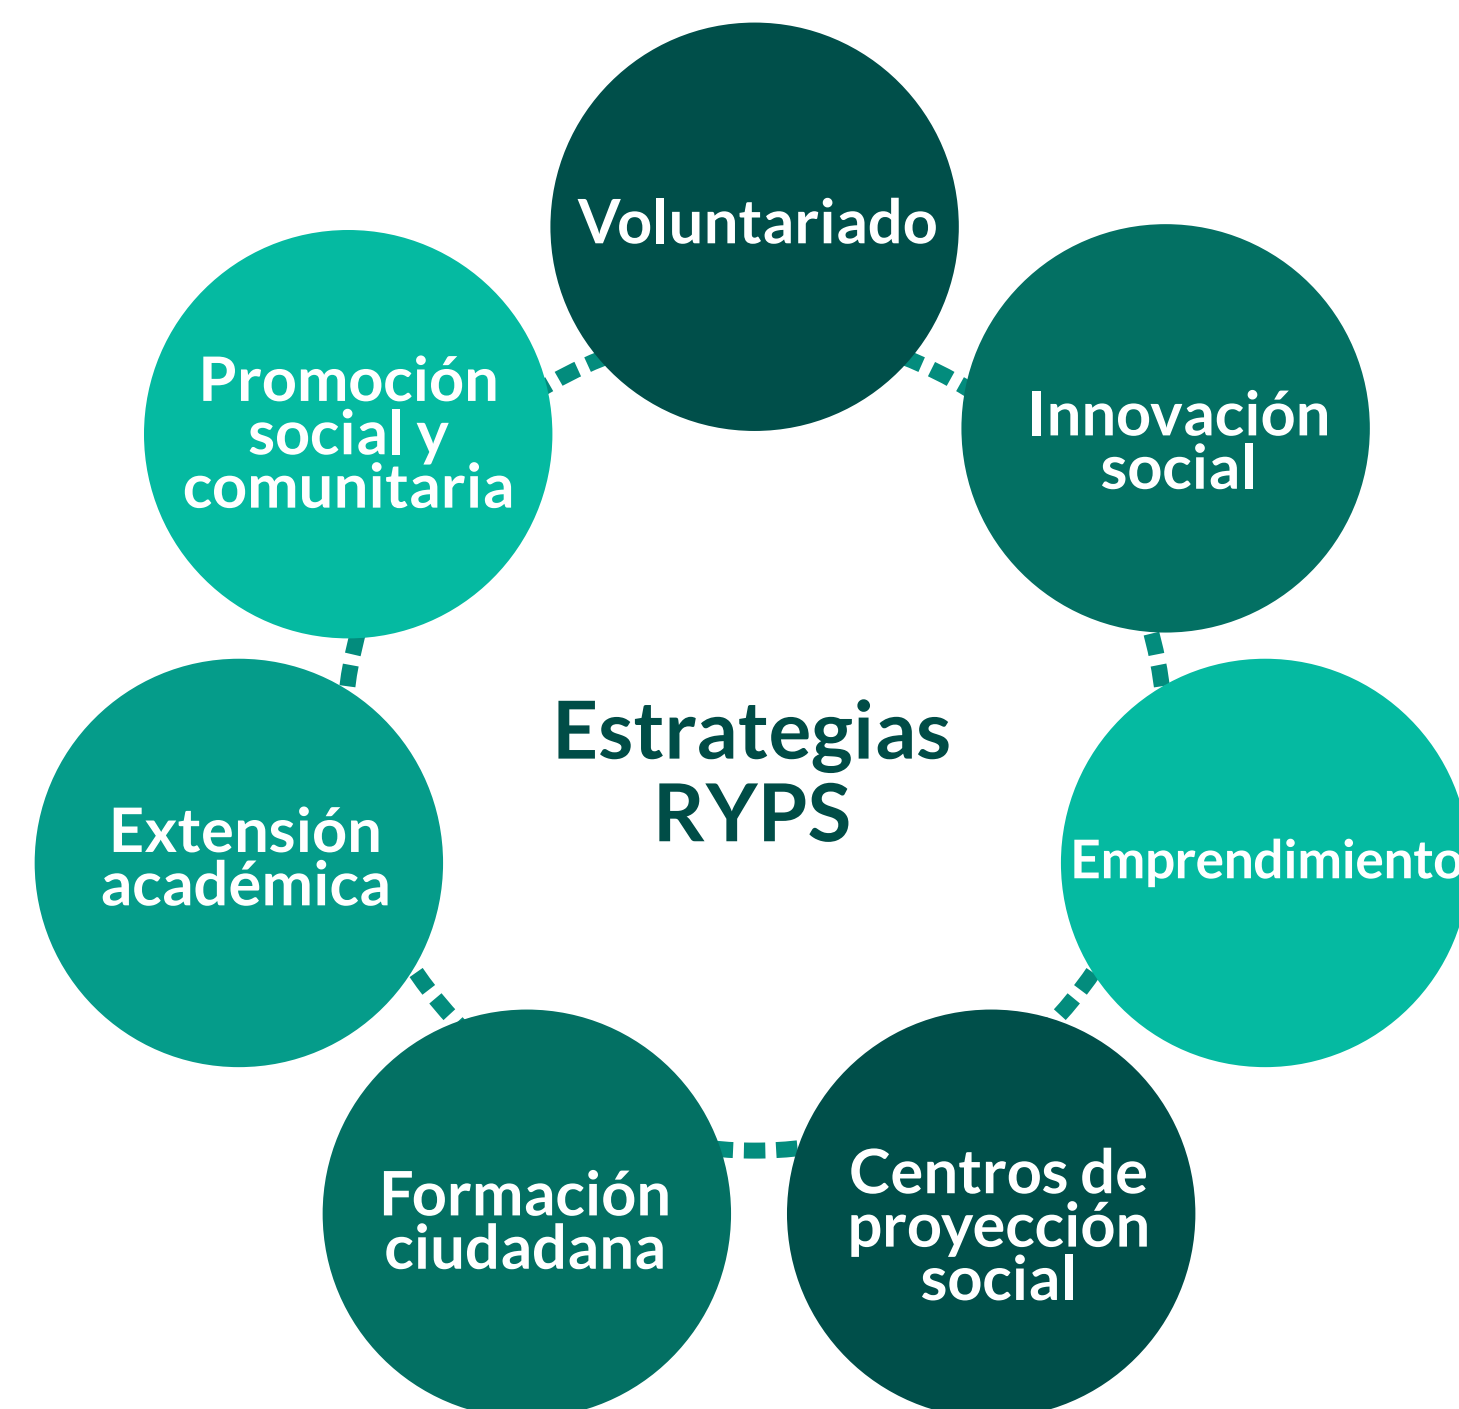 Voluntariado
Innovación
social
Emprendimiento
Centros de
proyección
social
Formación
ciudadana
Extensión
académica
Promoción
social y
comunitaria
Estrategias
RYPS